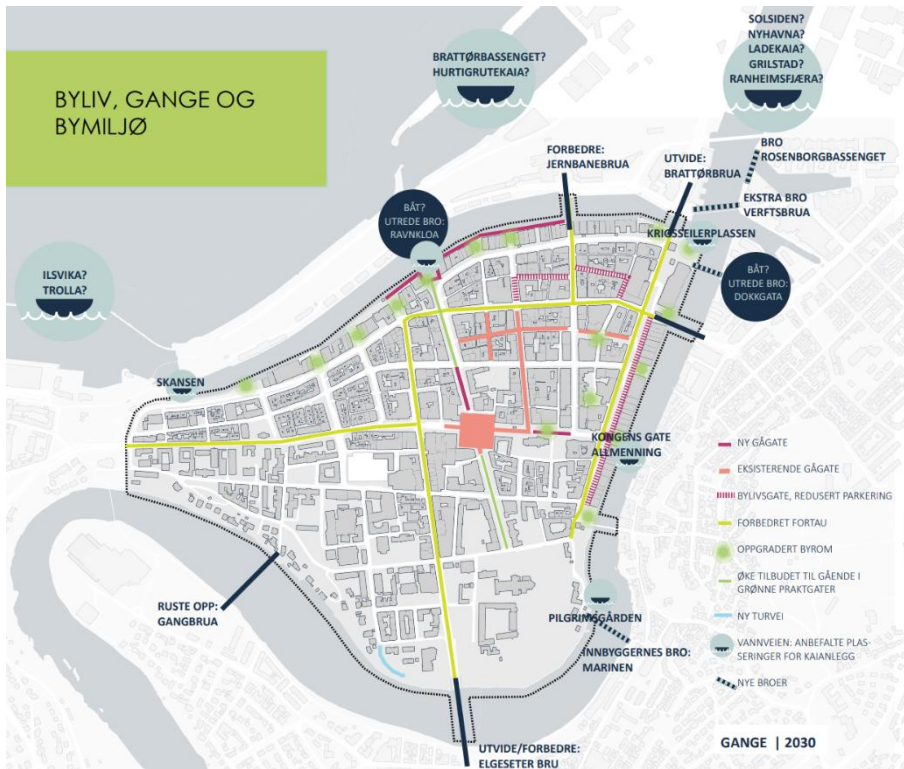 BYLIV, GANGE OG
BYMILJØ
BRATTØRBASSENGET?
HURTIGRUTEKAIA?
SOLSIDEN?
NYHAVNA?
LADEKAIA?
GRILSTAD?
RANHEIMSFJÆRA?
FORBEDRE:
JERNBANEBRUA
UTVIDE:
BRATTØRBRUA
BRO
ROSENBORGBASSENGET
EKSTRA BRO
VERFTSBRUA
BÅT?
UTREDE BRO:
RAVNKLOA
KRIGSSEILERPLASSEN
BÅT?
UTREDE BRO:
DOKKGATA
ILSVIKA?
TROLLA?
SKANSEN
KONGENS GATE
ALLMENNING
NY GÅGATE
EKSISTERENDE GÅGATE
BYLIVSGATE, REDUSERT PARKERING
FORBEDRET FORTAU
OPPGRADERT BYROM
ØKE TILBUDET TIL GÅENDE I
GRØNNE PRAKTGATER
NY TURVEI
VANNVEIEN: ANBEFALTE PLAS-
SERINGER FOR KAIANLEGG
NYE BROER
RUSTE OPP:
GANGBRUA
PILGRIMSGÅRDEN
INNBYGGERNES BRO:
MARINEN
UTVIDE/FORBEDRE:
ELGESETER BRU
GANGE | 2030